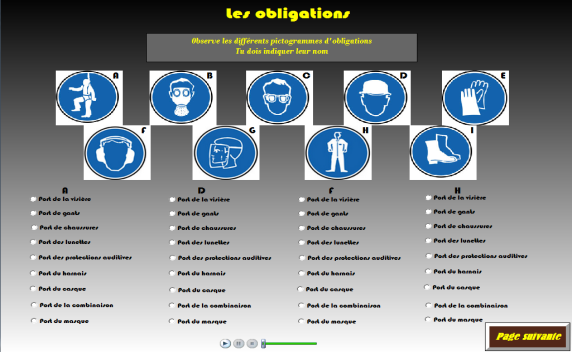 Les obligations
Observe les différents pictogrammes d'obligations
Tu dois indiquer leur nom
A B C D E
F G H I
A
Port de la visière
Port de gants
Port de chaussures
Port des lunettes
Port des protections auditives
Port du harnais
Port du casque
Port de la combinaison
Port du masque
D
Port de la visière
Port de gants
Port de chaussures
Port des lunettes
Port des protections auditives
Port du harnais
Port du casque
Port de la combinaison
Port du masque
F
Port de la visière
Port de gants
Port de chaussures
Port des lunettes
Port des protections auditives
Port du harnais
Port du casque
Port de la combinaison
Port du masque
H
Port de la visière
Port de gants
Port de chaussures
Port des lunettes
Port des protections auditives
Port du harnais
Port du casque
Port de la combinaison
Port du masque
Page suivante